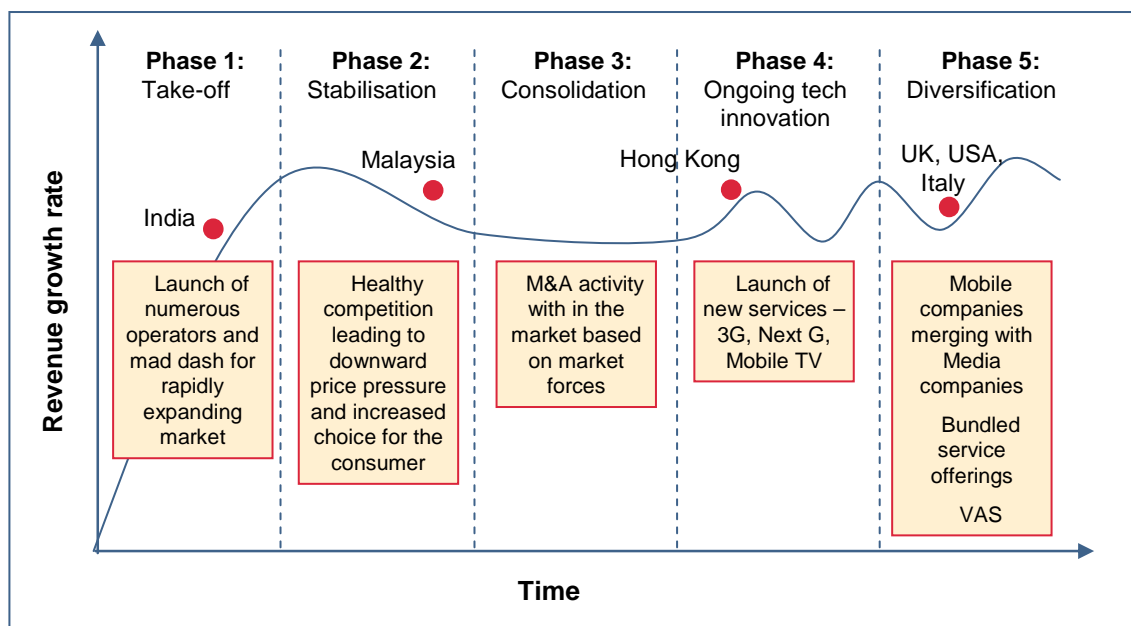 Phase 1:
Take-off
Phase 2:
Stabilisation
Phase 3:
Consolidation
Phase 4:
Ongoing tech
innovation
Phase 5:
Diversification
India
Malaysia
Hong Kong
UK, USA,
Italy
Launch of
numerous
operators and
mad dash for
rapidly
expanding
market
Healthy
competition
leading to
downward
price pressure
and increased
choice for the
consumer
M&A activity
with in the
market based
on market
forces
Launch of
new services –
3G, Next G,
Mobile TV
Mobile
companies
merging with
Media
companies
Bundled
service
offerings
VAS
Revenue growth rate
Time